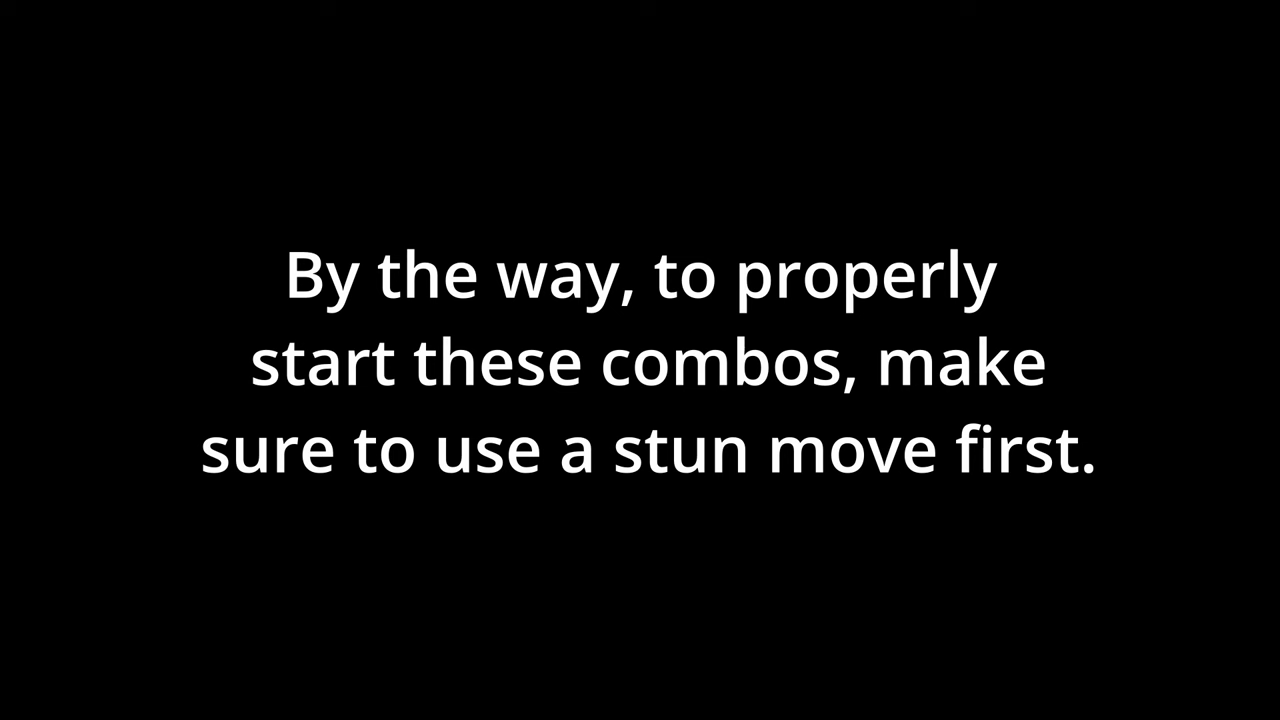 By the way, to properly
start these combos, make
sure to use a stun move first.